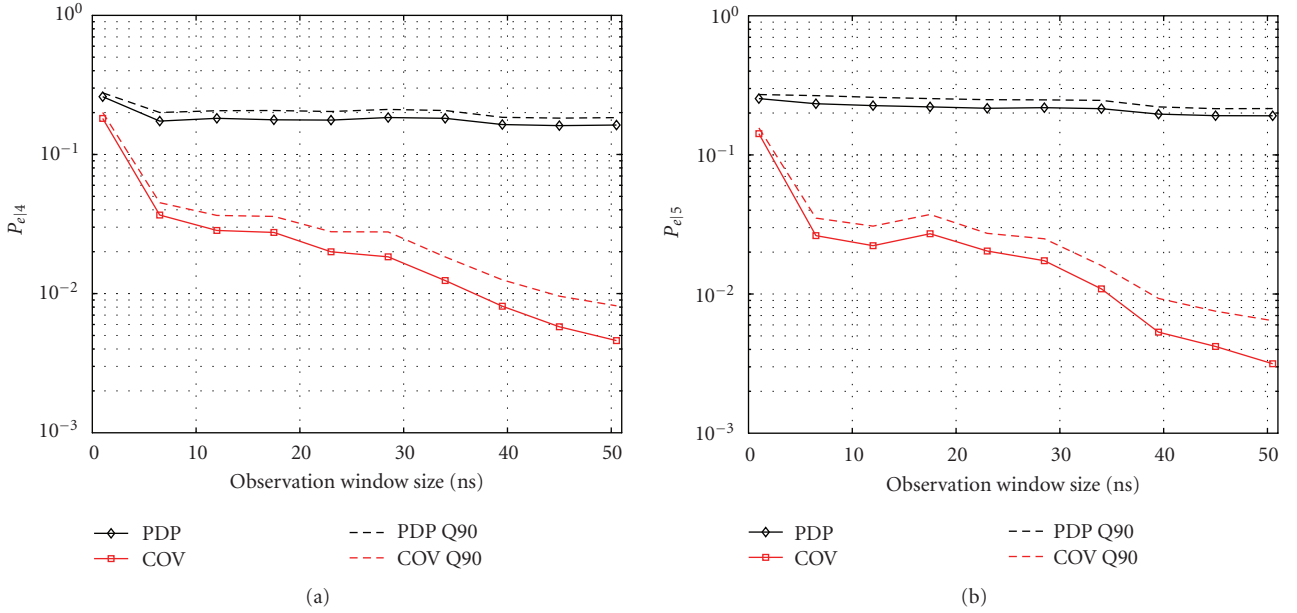 10^0
10^-1
10^-2
10^-3
P_e|4
0 10 20 30 40 50
Observation window size (ns)
PDP
COV
PDP Q90
COV Q90
(a)
10^0
10^-1
10^-2
10^-3
P_e|5
0 10 20 30 40 50
Observation window size (ns)
PDP
COV
PDP Q90
COV Q90
(b)